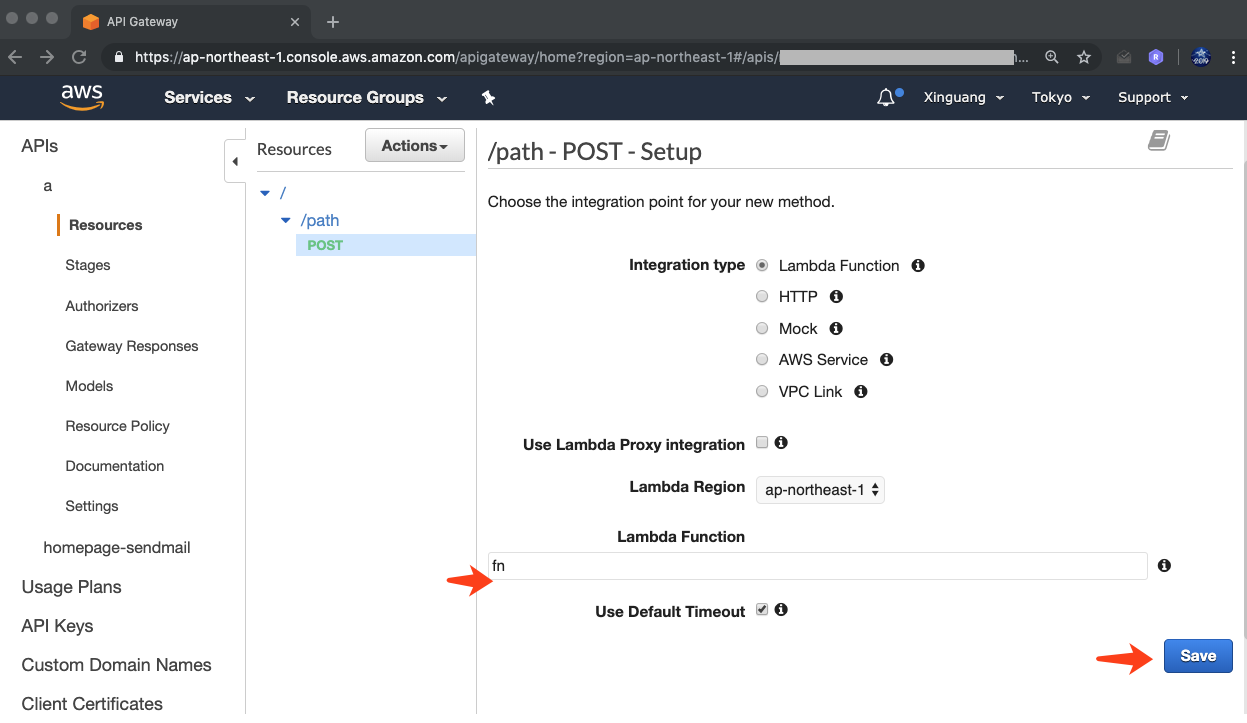 API Gateway
https://ap-northeast-1.console.aws.amazon.com/apigateway/home?region=ap-northeast-1#/apis/
...
aws
Services
Resource Groups
Xinguang
Tokyo
Support
APIs
a
Resources
Stages
Authorizers
Gateway Responses
Models
Resource Policy
Documentation
Settings
homepage-sendmail
Usage Plans
API Keys
Custom Domain Names
Client Certificates
Resources
Actions
/
/path
POST
/path - POST - Setup
Choose the integration point for your new method.
Integration type
Lambda Function
HTTP
Mock
AWS Service
VPC Link
Use Lambda Proxy integration
Lambda Region
ap-northeast-1
Lambda Function
fn
Use Default Timeout
Save